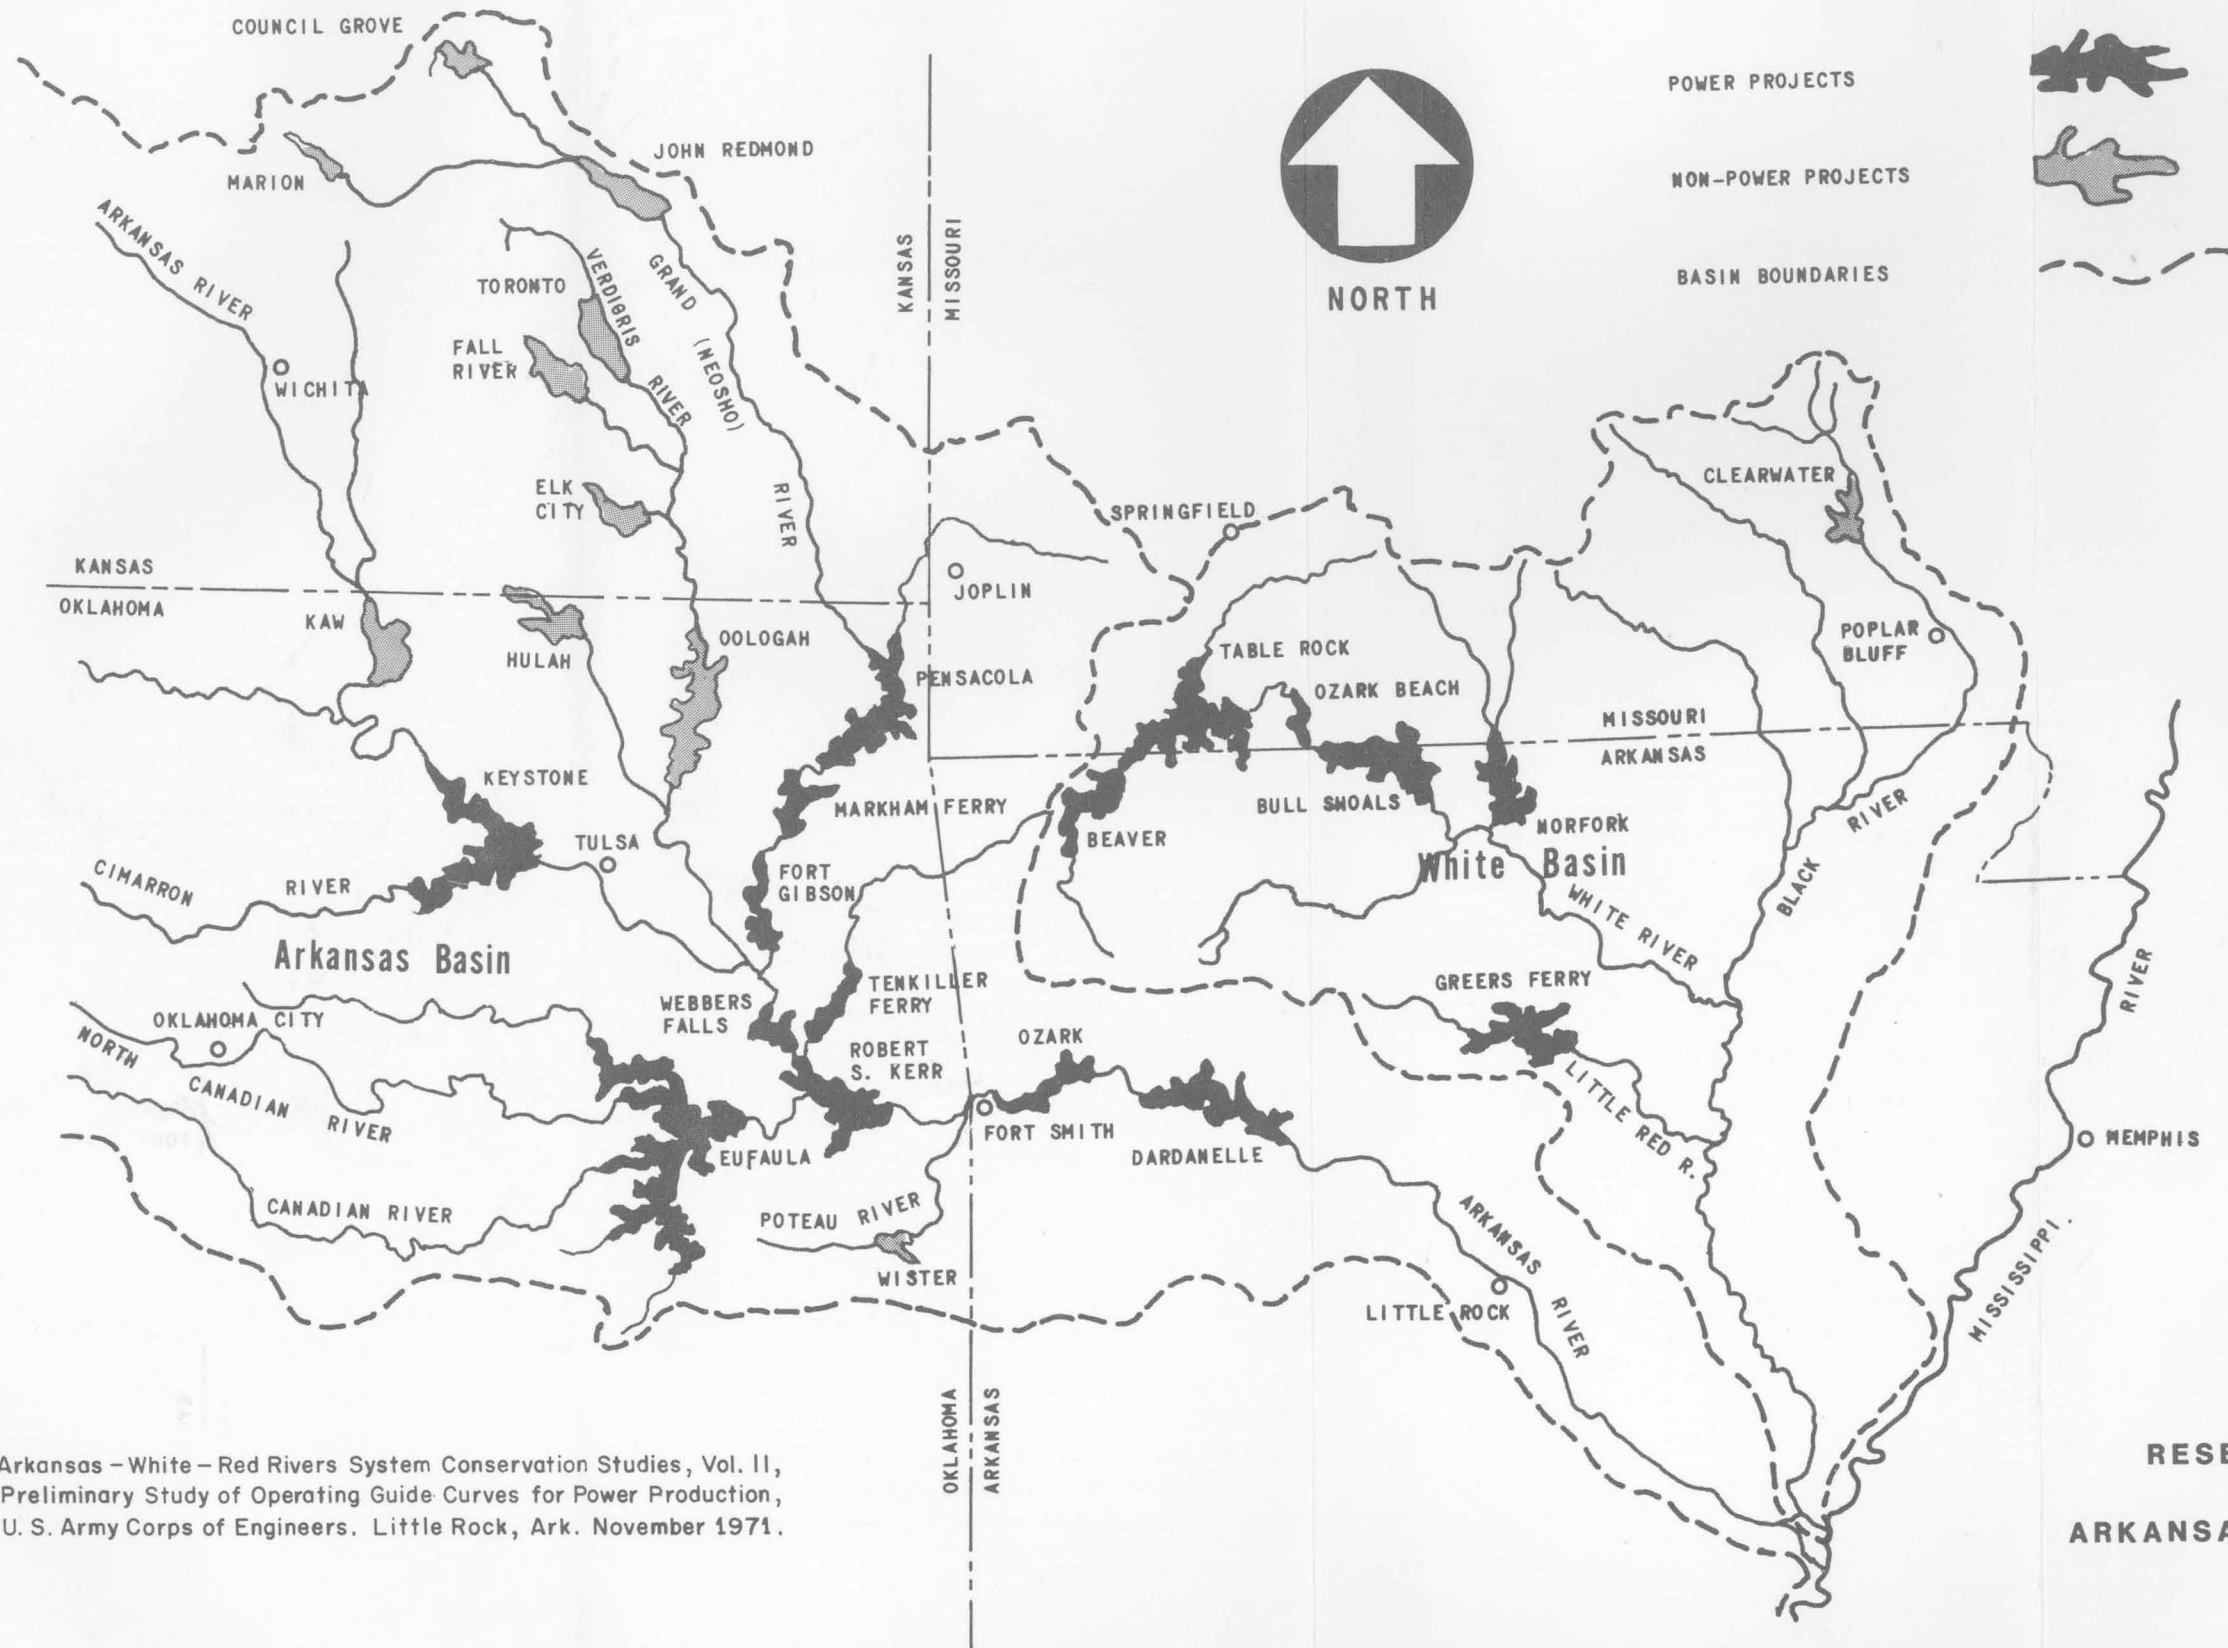 COUNCIL GROVE
POWER PROJECTS
JOHN REDMOND
NON-POWER PROJECTS
MARION
ARKANSAS RIVER
KANSAS
MISSOURI
BASIN BOUNDARIES
NORTH
TORONTO
VERDIGRIS
RIVER
GRAND
(NEOSHO)
RIVER
FALL
RIVER
WICHITA
CLEARWATER
ELK
CITY
SPRINGFIELD
KANSAS
OKLAHOMA
JOPLIN
KAW
HULAH
OOLOGAH
POPLAR
BLUFF
TABLE ROCK
PENSACOLA
OZARK BEACH
MISSOURI
ARKANSAS
KEYSTONE
MARKHAM FERRY
BULL SHOALS
NORFORK
BLACK
RIVER
TULSA
BEAVER
White Basin
CIMARRON
RIVER
FORT
GIBSON
WHITE RIVER
Arkansas Basin
TENKILLER
FERRY
GREERS FERRY
WEBBERS
FALLS
RIVER
OKLAHOMA CITY
NORTH
CANADIAN
RIVER
ROBERT
S. KERR
OZARK
LITTLE RED R.
FORT SMITH
MEMPHIS
EUFAULA
DARDANELLE
CANADIAN RIVER
POTEAU RIVER
ARKANSAS
RIVER
WISTER
LITTLE ROCK
MISSISSIPPI
OKLAHOMA
ARKANSAS
Arkansas - White - Red Rivers System Conservation Studies, Vol. II,
Preliminary Study of Operating Guide Curves for Power Production,
U. S. Army Corps of Engineers. Little Rock, Ark. November 1971.
RESE
ARKANSA